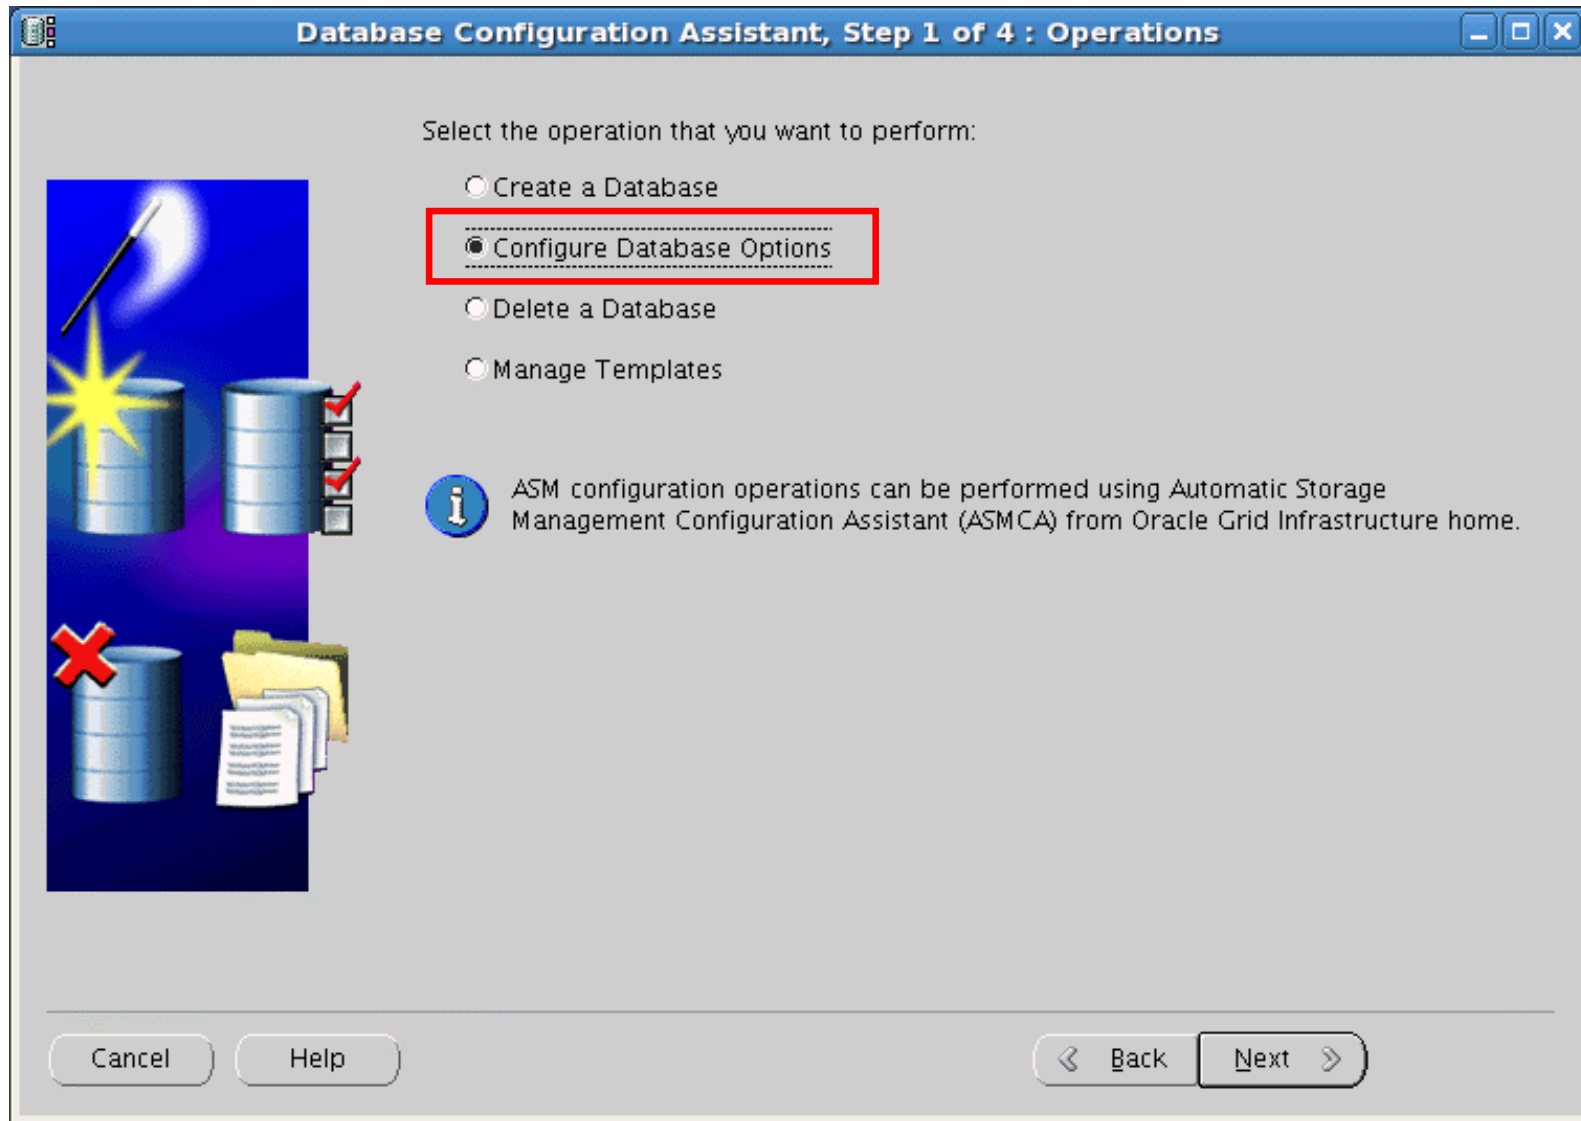 Database Configuration Assistant, Step 1 of 4 : Operations
Select the operation that you want to perform:
Create a Database
Configure Database Options
Delete a Database
Manage Templates
ASM configuration operations can be performed using Automatic Storage
Management Configuration Assistant (ASMCA) from Oracle Grid Infrastructure home.
Cancel
Help
Back
Next